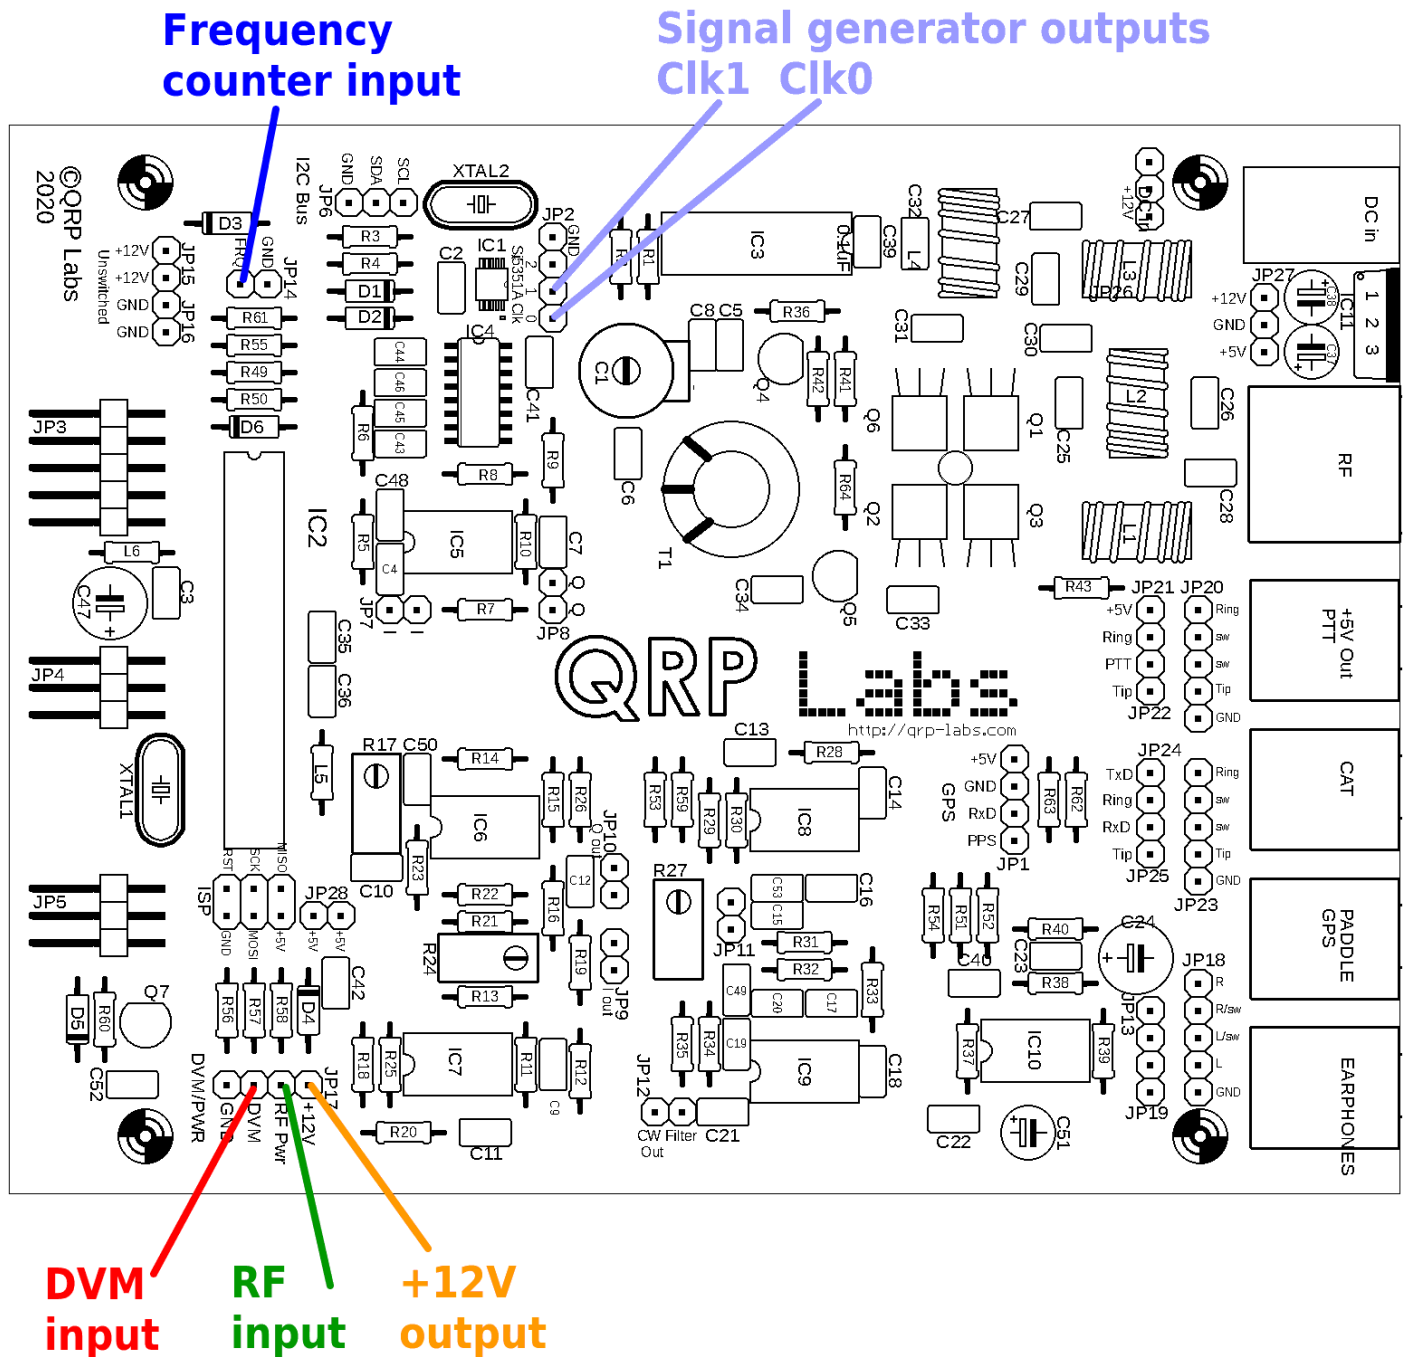 Frequency
counter input
Signal generator outputs
Clk1 Clk0
©QRP Labs
2020
I2C Bus
GND
SDA
SCL
JP6
XTAL2
D3
FRQ
GND
JP14
+12V
+12V
GND
GND
JP15
JP16
Unswitched
R3
R4
D1
D2
C2
IC1
Si5351A Clk
JP2
GND
2
1
0
R1
IC3
0.1uF
C39
C32
L4
C27
C29
L3
JP26
+12V
DC in
JP27
+12V
GND
+5V
C38
C37
IC11
1
2
3
R61
R55
R49
R50
D6
C44
C46
C45
C43
R6
IC4
C41
C1
C8
C5
R36
Q4
R42
R41
C31
C30
L2
C26
C25
Q6
Q1
Q2
Q3
C28
RF
JP3
R8
R9
C6
T1
R64
L1
C48
R5
C4
IC5
R10
C7
IC2
L6
C47
+
C3
JP7
I
I
R7
Q
Q
JP8
C34
Q5
C33
R43
JP21
JP20
+5V
Ring
PTT
Tip
JP22
Ring
sw
sw
Tip
GND
+5V Out
PTT
JP4
C35
C36
QRP Labs
http://qrp-labs.com
XTAL1
L5
R17
C50
R14
IC6
R15
R26
R23
C10
JP10
Q out
C12
R53
R59
R29
R30
C13
R28
IC8
C14
GPS
+5V
GND
RxD
PPS
JP1
R63
R62
JP24
TxD
Ring
RxD
Tip
JP25
Ring
sw
sw
Tip
GND
JP23
CAT
RST
SCK
MISO
ISP
GND
MOSI
+5V
JP28
+5V
+5V
JP5
R22
R21
R24
R16
R19
R13
JP9
I out
R27
JP11
C53
C15
C16
R31
R32
C49
C20
C17
R33
R54
R51
R52
C40
R40
C23
R38
C24
+
PADDLE
GPS
JP18
R
R/sw
L/sw
L
GND
JP13
JP19
D5
R60
Q7
C52
R56
R57
R58
D4
C42
DVM/PWR
JP17
GND
DVM
RF Pwr
+12V
R18
R25
IC7
R11
C9
R12
R20
C11
R35
R34
C19
IC9
C18
JP12
CW Filter
Out
C21
R37
IC10
R39
C22
C51
+
EARPHONES
DVM
input
RF
input
+12V
output